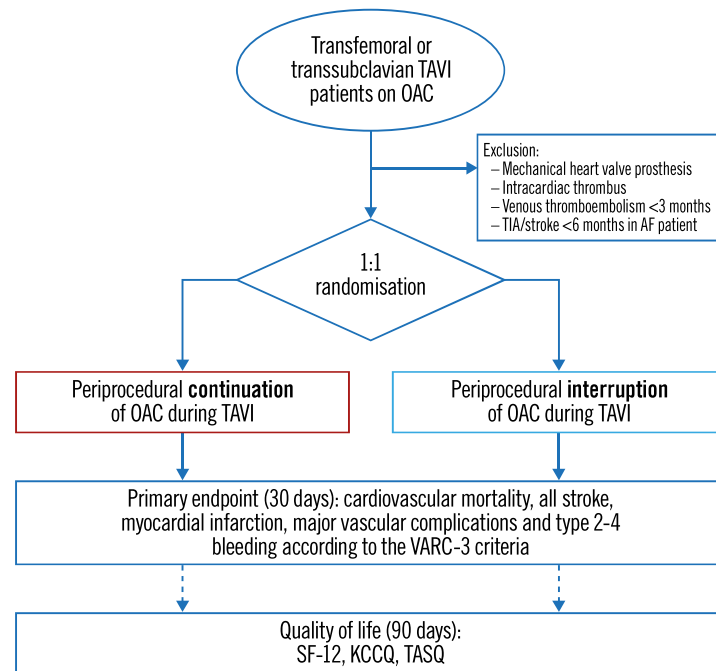 Transfemoral or
transsubclavian TAVI
patients on OAC
Exclusion:
– Mechanical heart valve prosthesis
– Intracardiac thrombus
– Venous thromboembolism <3 months
– TIA/stroke <6 months in AF patient
1:1
randomisation
Periprocedural continuation
of OAC during TAVI
Periprocedural interruption
of OAC during TAVI
Primary endpoint (30 days): cardiovascular mortality, all stroke,
myocardial infarction, major vascular complications and type 2-4
bleeding according to the VARC-3 criteria
Quality of life (90 days):
SF-12, KCCQ, TASQ